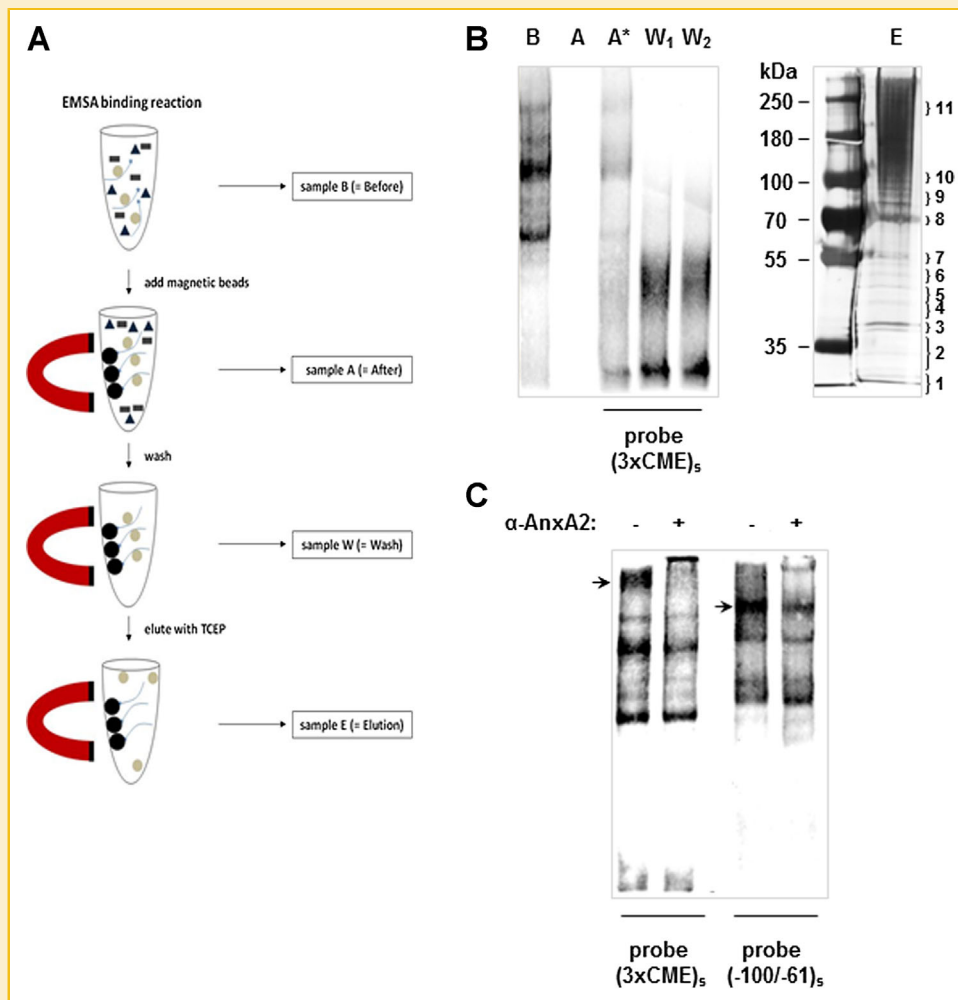 A
EMSA binding reaction
sample B (= Before)
add magnetic beads
sample A (= After)
wash
sample W (= Wash)
elute with TCEP
sample E (= Elution)
B
B A A* W₁ W₂ E
kDa
250
180
100
70
55
35
11
10
9
8
7
6
5
4
3
2
1
probe
(3xCME)₅
C
α-AnxA2: - + - +
probe probe
(3xCME)₅ (-100/-61)₅